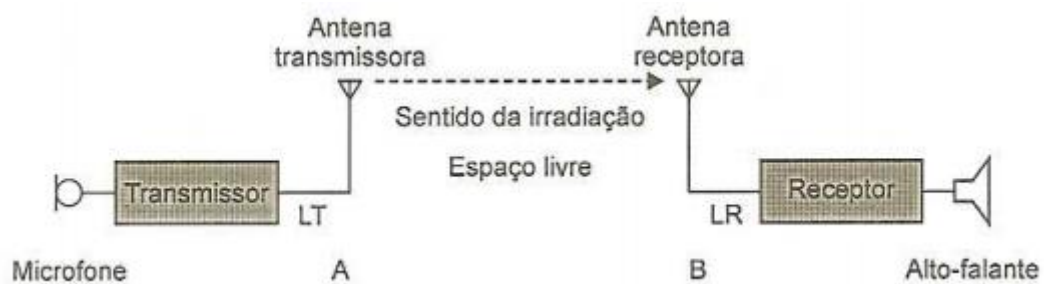 Antena
transmissora
Antena
receptora
Sentido da irradiação
Espaço livre
Transmissor
LT
LR
Receptor
Microfone
A
B
Alto-falante